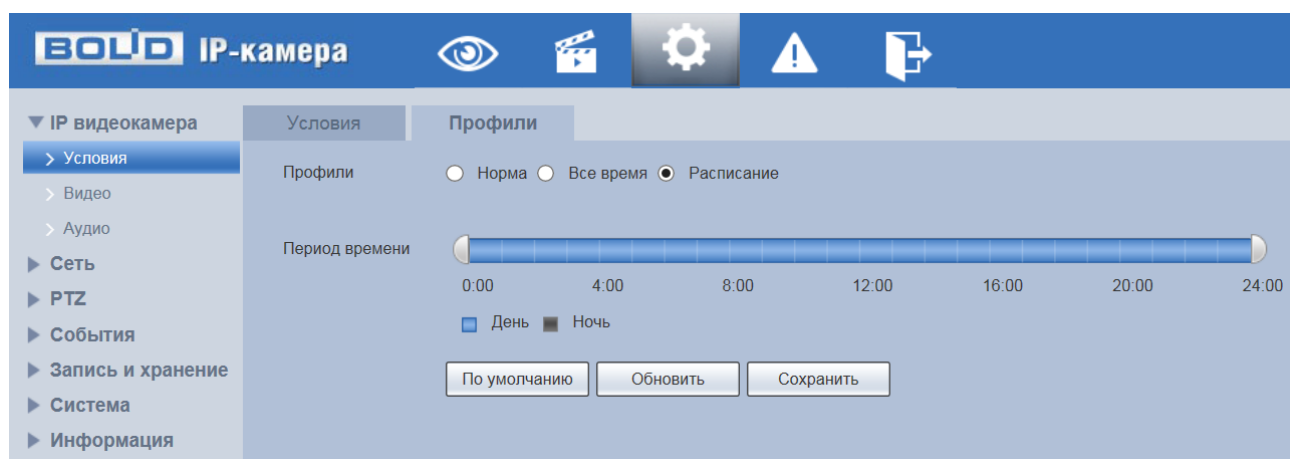 BOLID IP-камера
IP видеокамера
Условия
Видео
Аудио
Сеть
PTZ
События
Запись и хранение
Система
Информация
Условия Профили
Профили Норма Все время Расписание
Период времени
0:00 4:00 8:00 12:00 16:00 20:00 24:00
День Ночь
По умолчанию Обновить Сохранить